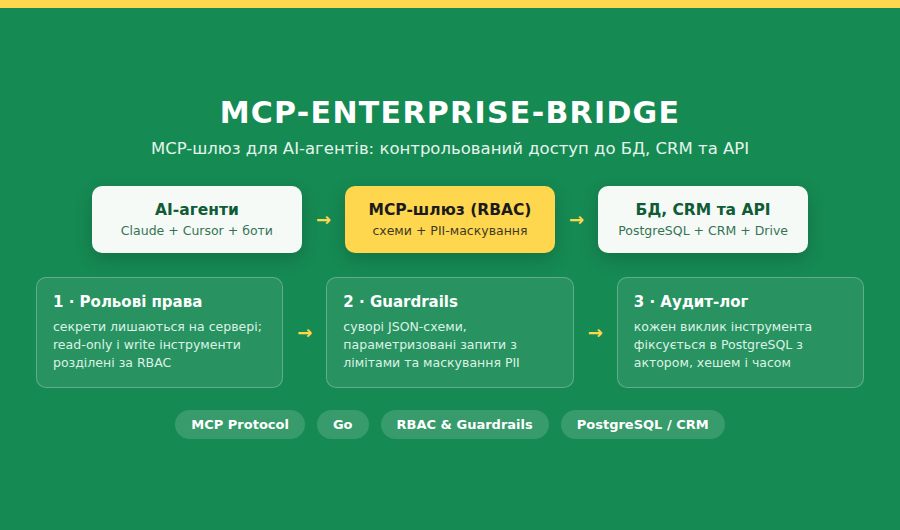 MCP-ENTERPRISE-BRIDGE
МСР-шлюз для AI-агентів: контрольований доступ до БД, CRM та API
AI-агенти
Claude + Cursor + боти
→
МСР-шлюз (RBAC)
схеми + PII-маскування
→
БД, CRM та API
PostgreSQL + CRM + Drive
1 · Рольові права
секрети лишаються на сервері;
read-only і write інструменти
розділені за RBAC
→
2 · Guardrails
суворі JSON-схеми,
параметризовані запити з
лімітами та маскування PII
→
3 · Аудит-лог
кожен виклик інструмента
фіксується в PostgreSQL з
актором, хешем і часом
MCP Protocol
Go
RBAC & Guardrails
PostgreSQL / CRM